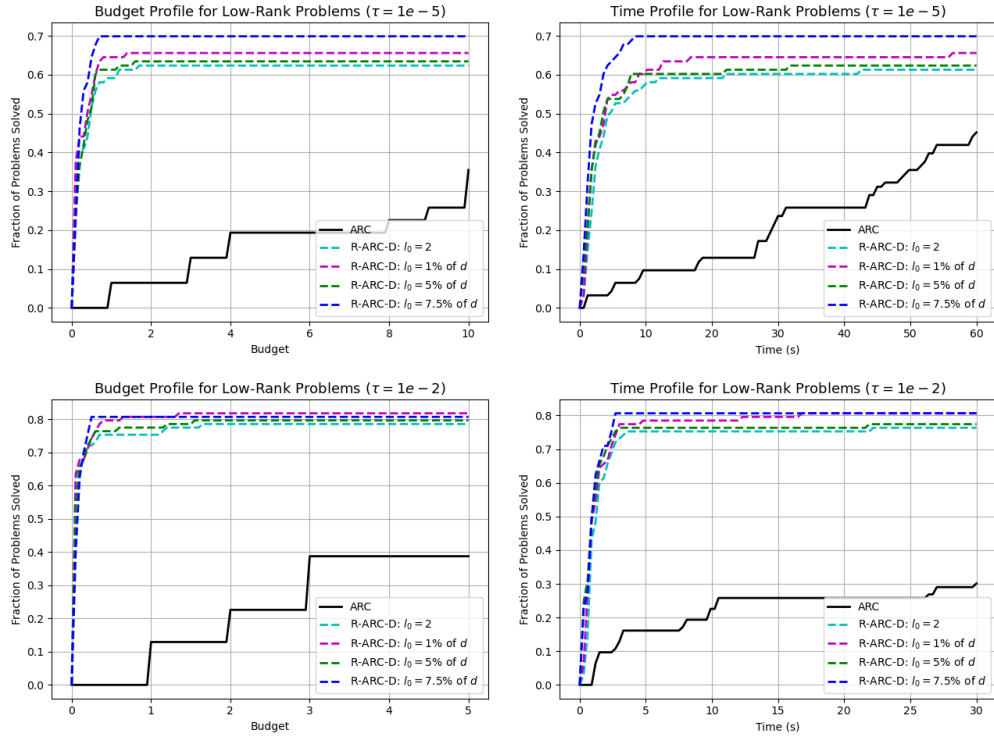 Budget Profile for Low-Rank Problems (τ = 1e − 5)
Fraction of Problems Solved
0.7
0.6
0.5
0.4
0.3
0.2
0.1
0.0
ARC
R-ARC-D: l₀ = 2
R-ARC-D: l₀ = 1% of d
R-ARC-D: l₀ = 5% of d
R-ARC-D: l₀ = 7.5% of d
0 2 4 6 8 10
Budget
Time Profile for Low-Rank Problems (τ = 1e − 5)
Fraction of Problems Solved
0.7
0.6
0.5
0.4
0.3
0.2
0.1
0.0
ARC
R-ARC-D: l₀ = 2
R-ARC-D: l₀ = 1% of d
R-ARC-D: l₀ = 5% of d
R-ARC-D: l₀ = 7.5% of d
0 10 20 30 40 50 60
Time (s)
Budget Profile for Low-Rank Problems (τ = 1e − 2)
Fraction of Problems Solved
0.8
0.7
0.6
0.5
0.4
0.3
0.2
0.1
0.0
ARC
R-ARC-D: l₀ = 2
R-ARC-D: l₀ = 1% of d
R-ARC-D: l₀ = 5% of d
R-ARC-D: l₀ = 7.5% of d
0 1 2 3 4 5
Budget
Time Profile for Low-Rank Problems (τ = 1e − 2)
Fraction of Problems Solved
0.8
0.7
0.6
0.5
0.4
0.3
0.2
0.1
0.0
ARC
R-ARC-D: l₀ = 2
R-ARC-D: l₀ = 1% of d
R-ARC-D: l₀ = 5% of d
R-ARC-D: l₀ = 7.5% of d
0 5 10 15 20 25 30
Time (s)